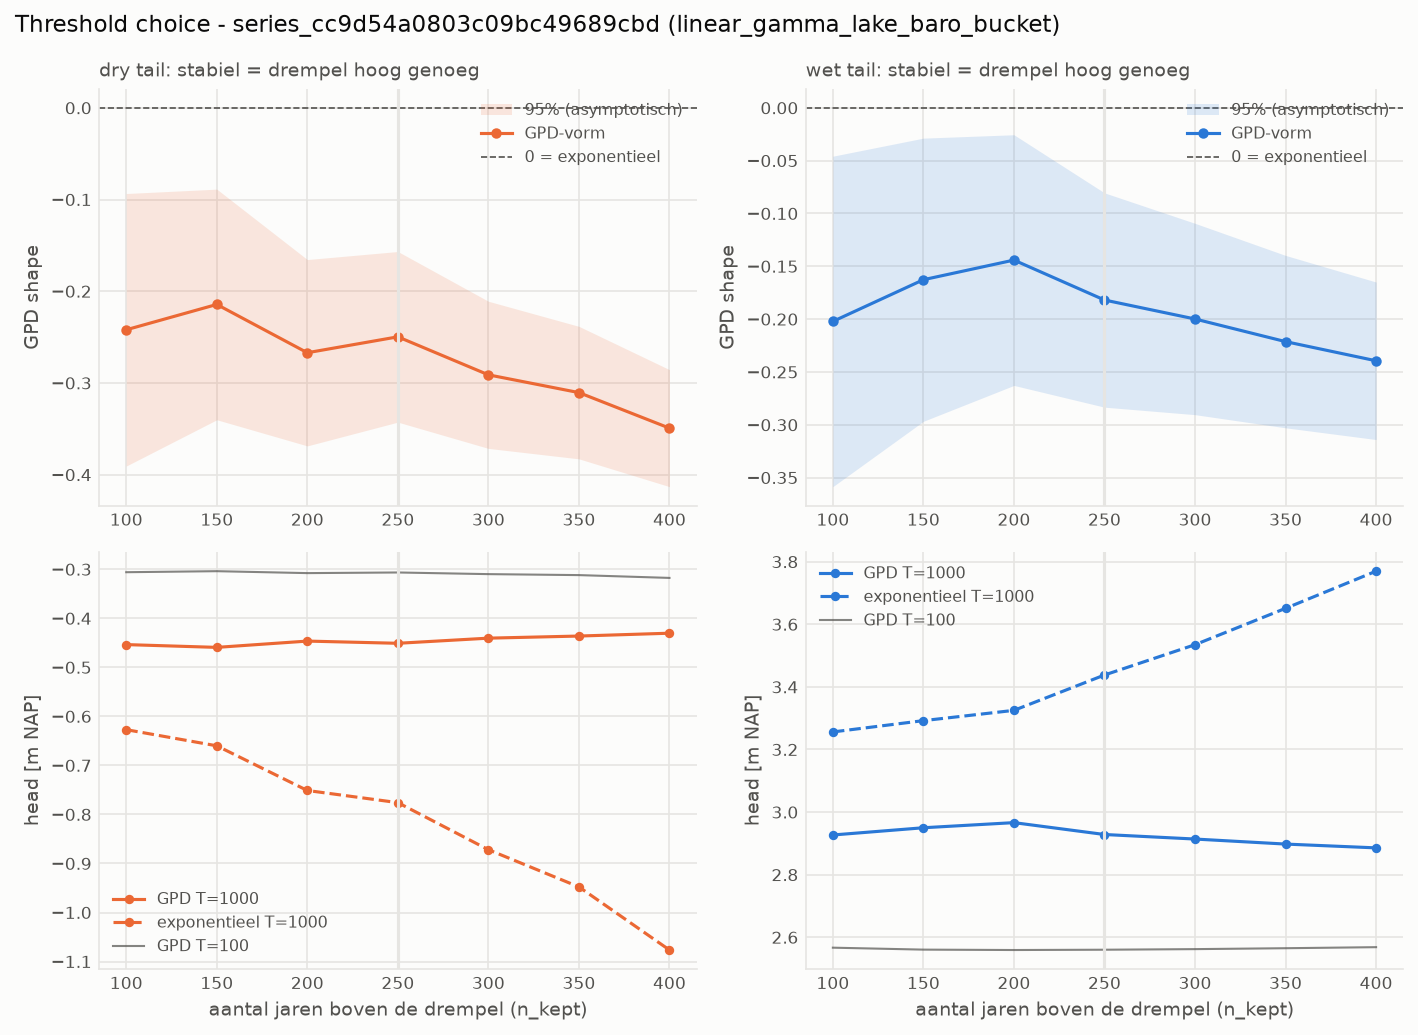 Threshold choice - series_cc9d54a0803c09bc49689cbd (linear_gamma_lake_baro_bucket)
dry tail: stabiel = drempel hoog genoeg
GPD shape
0.0
−0.1
−0.2
−0.3
−0.4
95% (asymptotisch)
GPD-vorm
0 = exponentieel
100 150 200 250 300 350 400
wet tail: stabiel = drempel hoog genoeg
GPD shape
0.00
−0.05
−0.10
−0.15
−0.20
−0.25
−0.30
−0.35
95% (asymptotisch)
GPD-vorm
0 = exponentieel
100 150 200 250 300 350 400
head [m NAP]
−0.3
−0.4
−0.5
−0.6
−0.7
−0.8
−0.9
−1.0
−1.1
GPD T=1000
exponentieel T=1000
GPD T=100
100 150 200 250 300 350 400
aantal jaren boven de drempel (n_kept)
head [m NAP]
3.8
3.6
3.4
3.2
3.0
2.8
2.6
GPD T=1000
exponentieel T=1000
GPD T=100
100 150 200 250 300 350 400
aantal jaren boven de drempel (n_kept)